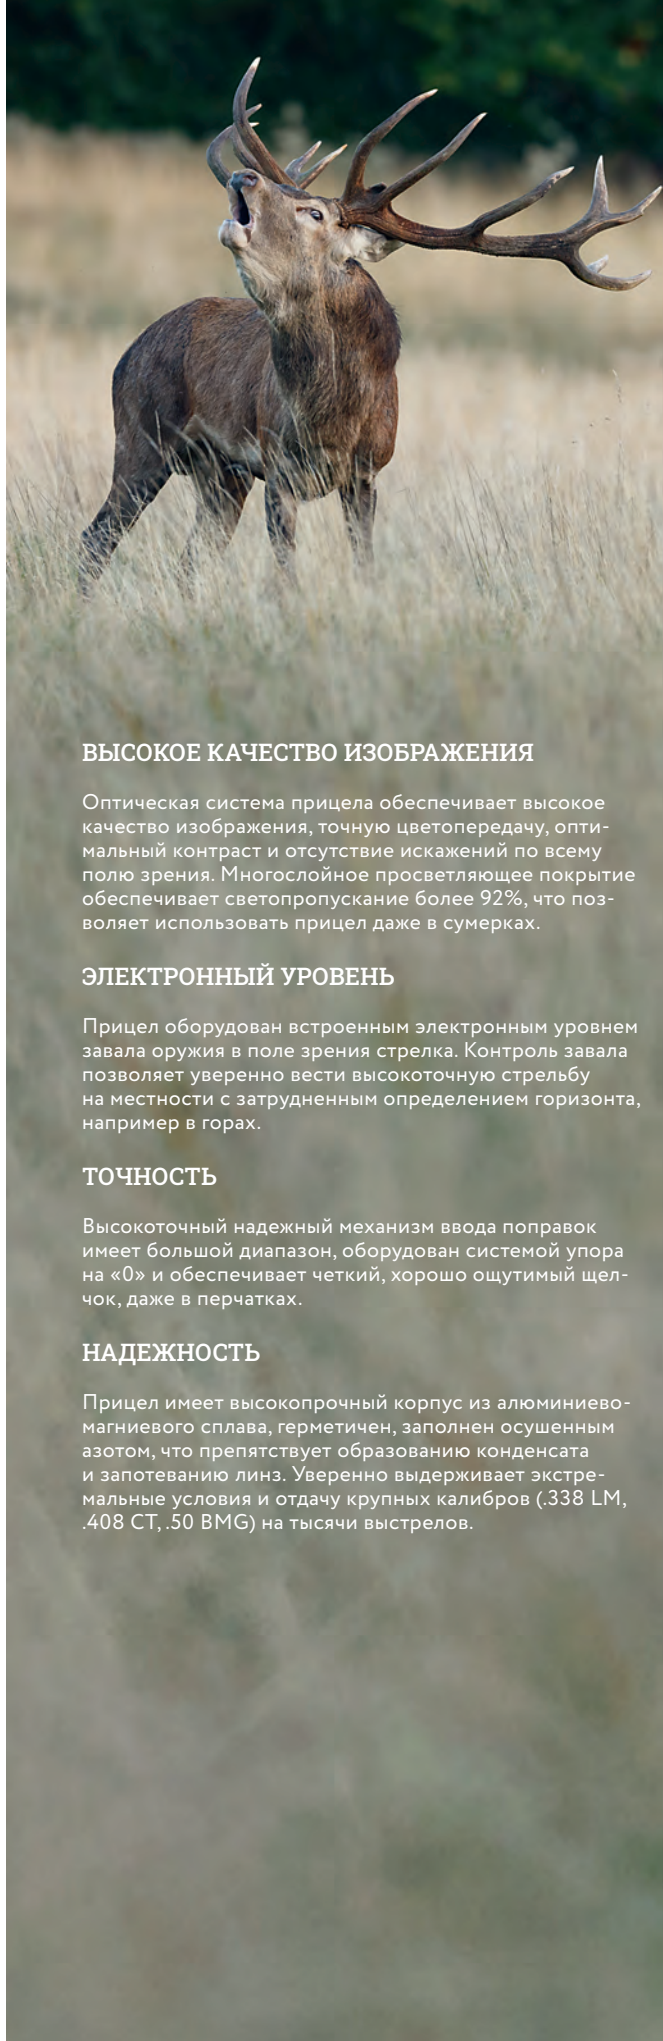 ВЫСОКОЕ КАЧЕСТВО ИЗОБРАЖЕНИЯ
Оптическая система прицела обеспечивает высокое
качество изображения, точную цветопередачу, опти-
мальный контраст и отсутствие искажений по всему
полю зрения. Многослойное просветляющее покрытие
обеспечивает светопропускание более 92%, что поз-
воляет использовать прицел даже в сумерках.
ЭЛЕКТРОННЫЙ УРОВЕНЬ
Прицел оборудован встроенным электронным уровнем
завала оружия в поле зрения стрелка. Контроль завала
позволяет уверенно вести высокоточную стрельбу
на местности с затрудненным определением горизонта,
например в горах.
ТОЧНОСТЬ
Высокоточный надежный механизм ввода поправок
имеет большой диапазон, оборудован системой упора
на «0» и обеспечивает четкий, хорошо ощутимый щел-
чок, даже в перчатках.
НАДЕЖНОСТЬ
Прицел имеет высокопрочный корпус из алюминиево-
магниевого сплава, герметичен, заполнен осушенным
азотом, что препятствует образованию конденсата
и запотеванию линз. Уверенно выдерживает экстре-
мальные условия и отдачу крупных калибров (.338 LM,
.408 CT, .50 BMG) на тысячи выстрелов.